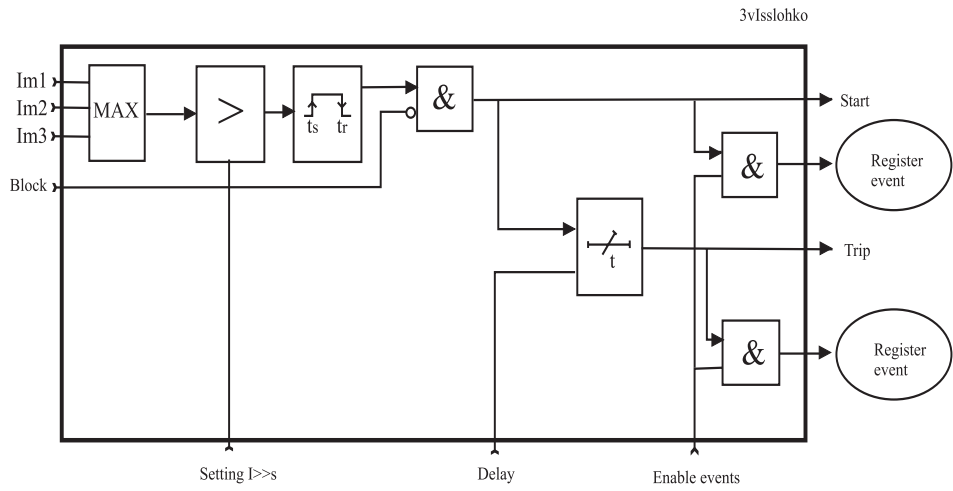 3vIsslohko
Im1
Im2
Im3
MAX
>
ts tr
&
Start
Block
&
Register
event
t
Trip
&
Register
event
Setting I>>s
Delay
Enable events